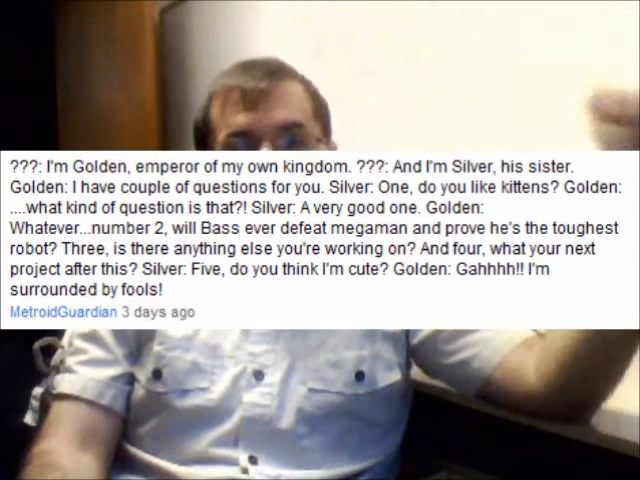 ???: I'm Golden, emperor of my own kingdom. ???: And I'm Silver, his sister.
Golden: I have couple of questions for you. Silver: One, do you like kittens? Golden:
....what kind of question is that?! Silver: A very good one. Golden:
Whatever...number 2, will Bass ever defeat megaman and prove he's the toughest
robot? Three, is there anything else you're working on? And four, what your next
project after this? Silver: Five, do you think I'm cute? Golden: Gahhhh!! I'm
surrounded by fools!
MetroidGuardian 3 days ago